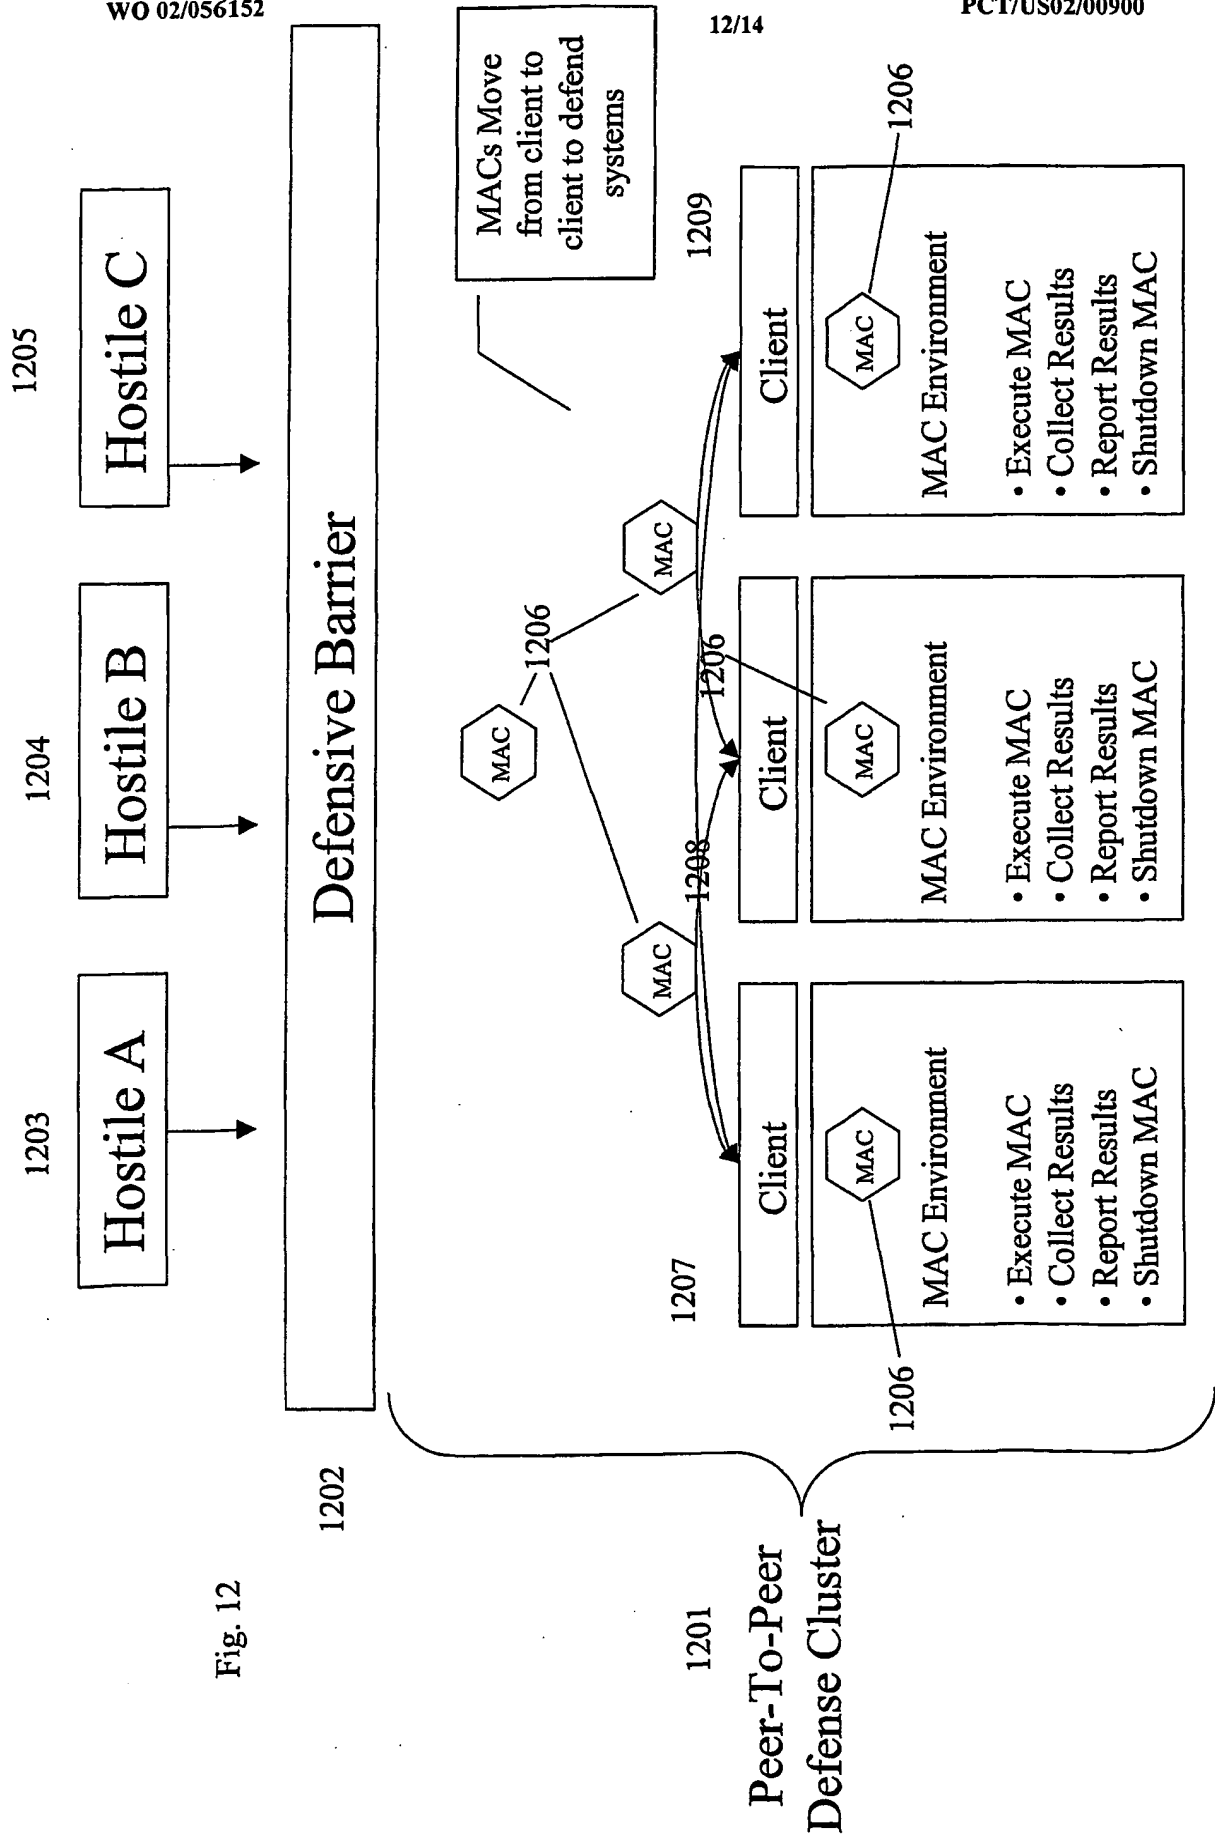 WO 02/056152
12/14
PCT/US02/00900
Fig. 12
1203
1204
1205
Hostile A
Hostile B
Hostile C
1202
Defensive Barrier
MACs Move
from client to
client to defend
systems
MAC
1206
MAC
MAC
1201
Peer-To-Peer
Defense Cluster
1207
1208
1206
1209
Client
Client
Client
MAC
MAC
MAC
1206
1206
MAC Environment
• Execute MAC
• Collect Results
• Report Results
• Shutdown MAC
MAC Environment
• Execute MAC
• Collect Results
• Report Results
• Shutdown MAC
MAC Environment
• Execute MAC
• Collect Results
• Report Results
• Shutdown MAC